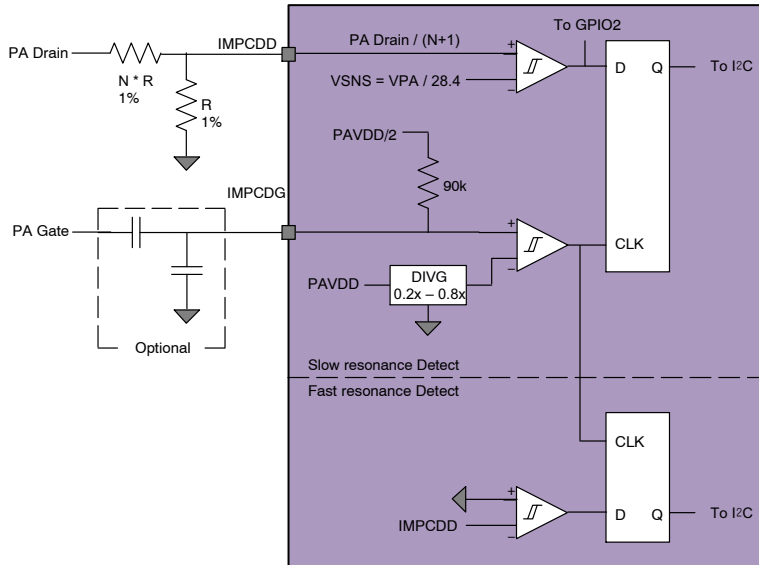 To GPIO2
PA Drain
IMPCDD
PA Drain / (N+1)
+
D
Q
To I2C
N * R
1%
R
1%
VSNS = VPA / 28.4
–
PAVDD/2
90k
IMPCDG
PA Gate
+
CLK
–
PAVDD
DIVG
0.2x – 0.8x
Optional
Slow resonance Detect
Fast resonance Detect
CLK
+
IMPCDD
–
D
Q
To I2C